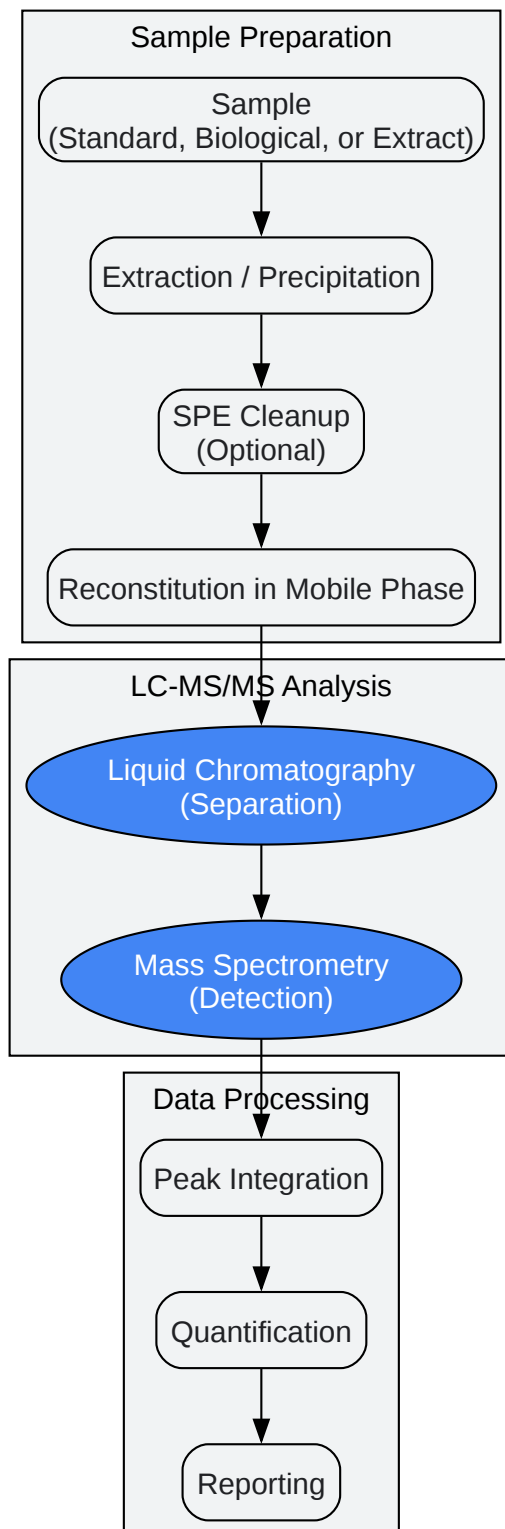 Sample Preparation
Sample
(Standard, Biological, or Extract)
Extraction / Precipitation
SPE Cleanup
(Optional)
Reconstitution in Mobile Phase
LC-MS/MS Analysis
Liquid Chromatography
(Separation)
Mass Spectrometry
(Detection)
Data Processing
Peak Integration
Quantification
Reporting